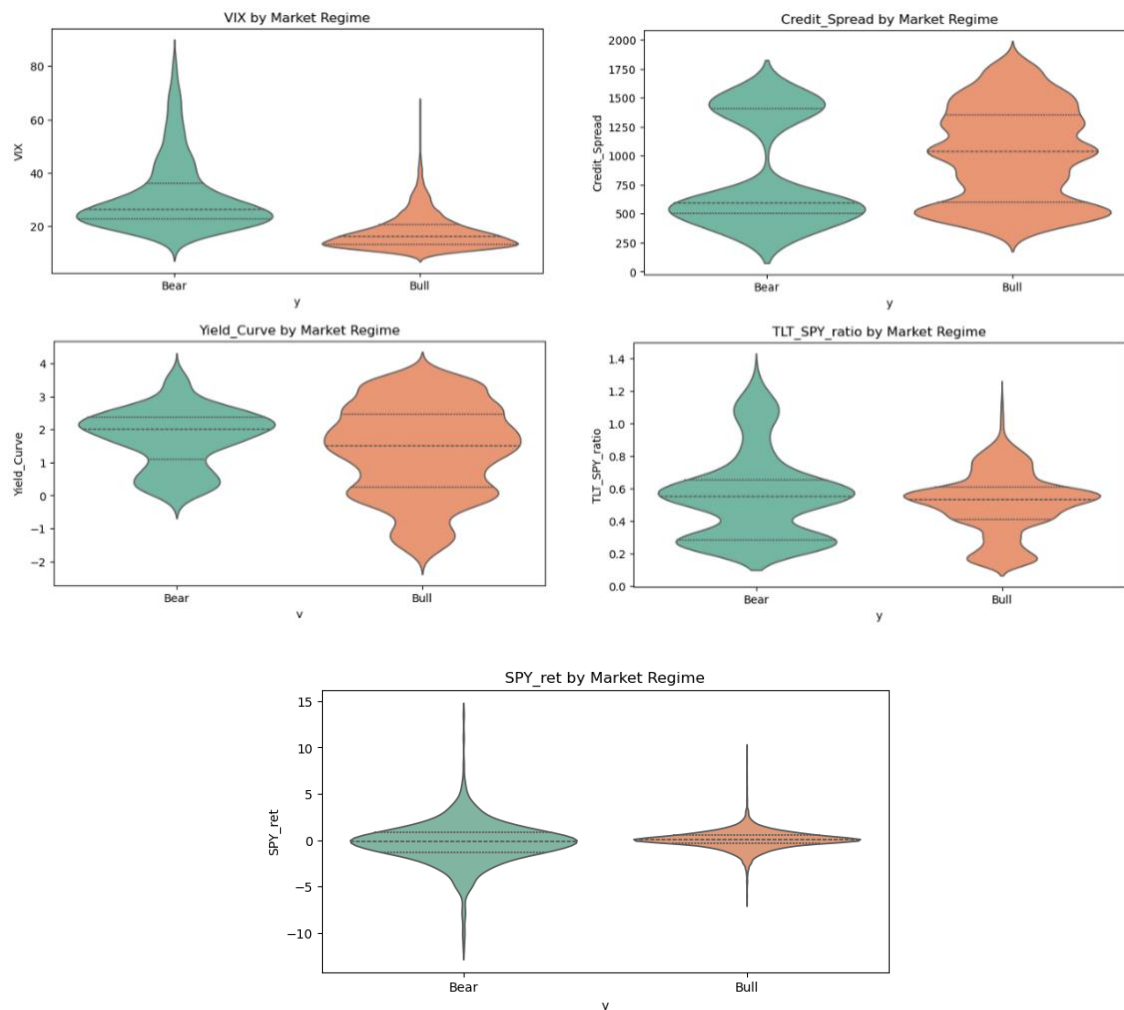 VIX by Market Regime
80
60
40
20
VIX
Bear
Bull
y
Credit_Spread by Market Regime
2000
1750
1500
1250
1000
750
500
250
0
Credit_Spread
Bear
Bull
y
Yield_Curve by Market Regime
4
3
2
1
0
−1
−2
Yield_Curve
Bear
Bull
v
TLT_SPY_ratio by Market Regime
1.4
1.2
1.0
0.8
0.6
0.4
0.2
0.0
TLT_SPY_ratio
Bear
Bull
y
SPY_ret by Market Regime
15
10
5
0
−5
−10
SPY_ret
Bear
Bull
v